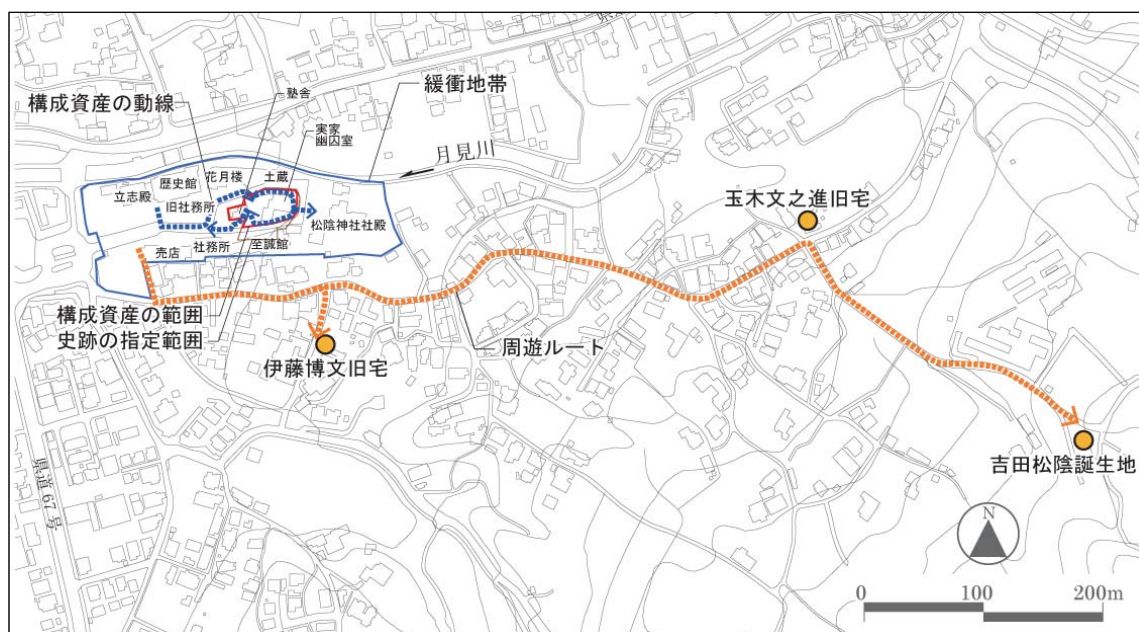 構成資産の動線
塾舎
緩衝地帯
実家
幽囚室
月見川
花月楼
土蔵
歴史館
立志殿
旧社務所
松陰神社社殿
社務所
至誠館
売店
玉木文之進旧宅
構成資産の範囲
史跡の指定範囲
周遊ルート
伊藤博文旧宅
吉田松陰誕生地
県道67号
N
0 100 200m